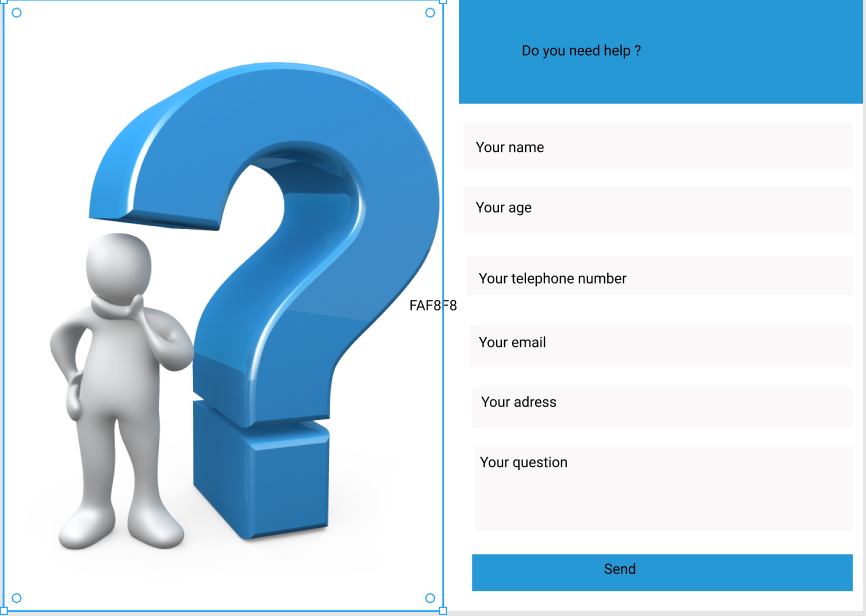 Do you need help ?
Your name
Your age
Your telephone number
FAF8F8
Your email
Your adress
Your question
Send